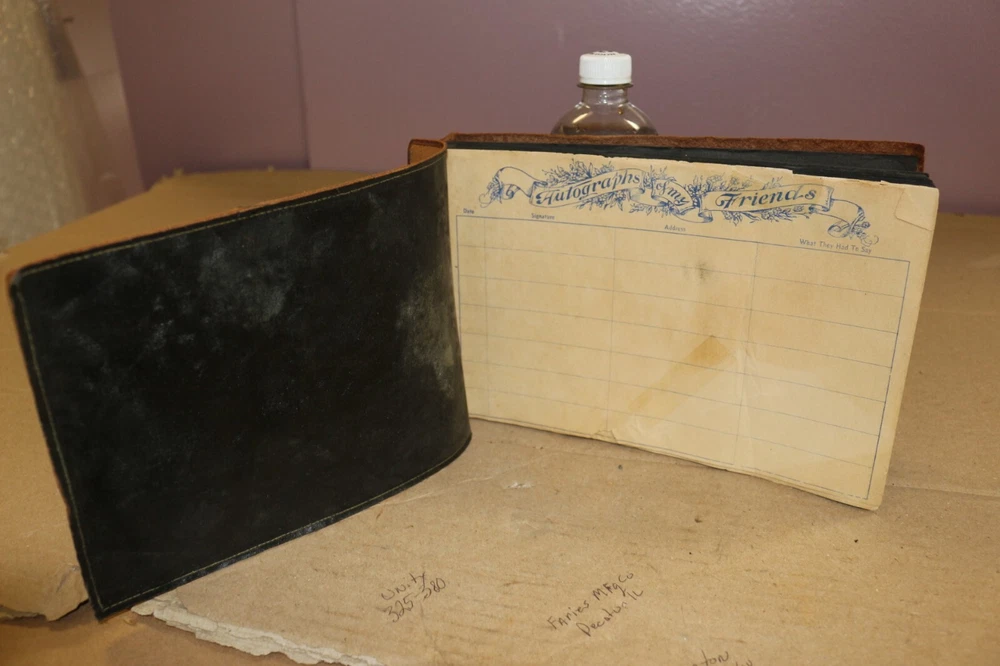 Autographs of my Friends
Date Signature Address What They Had To Say
Unity
325-380
Faries Mfg Co
Decatur IL